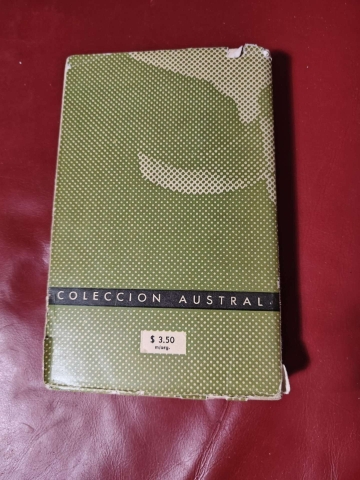 COLECCION AUSTRAL
$ 3.50
m/arg.